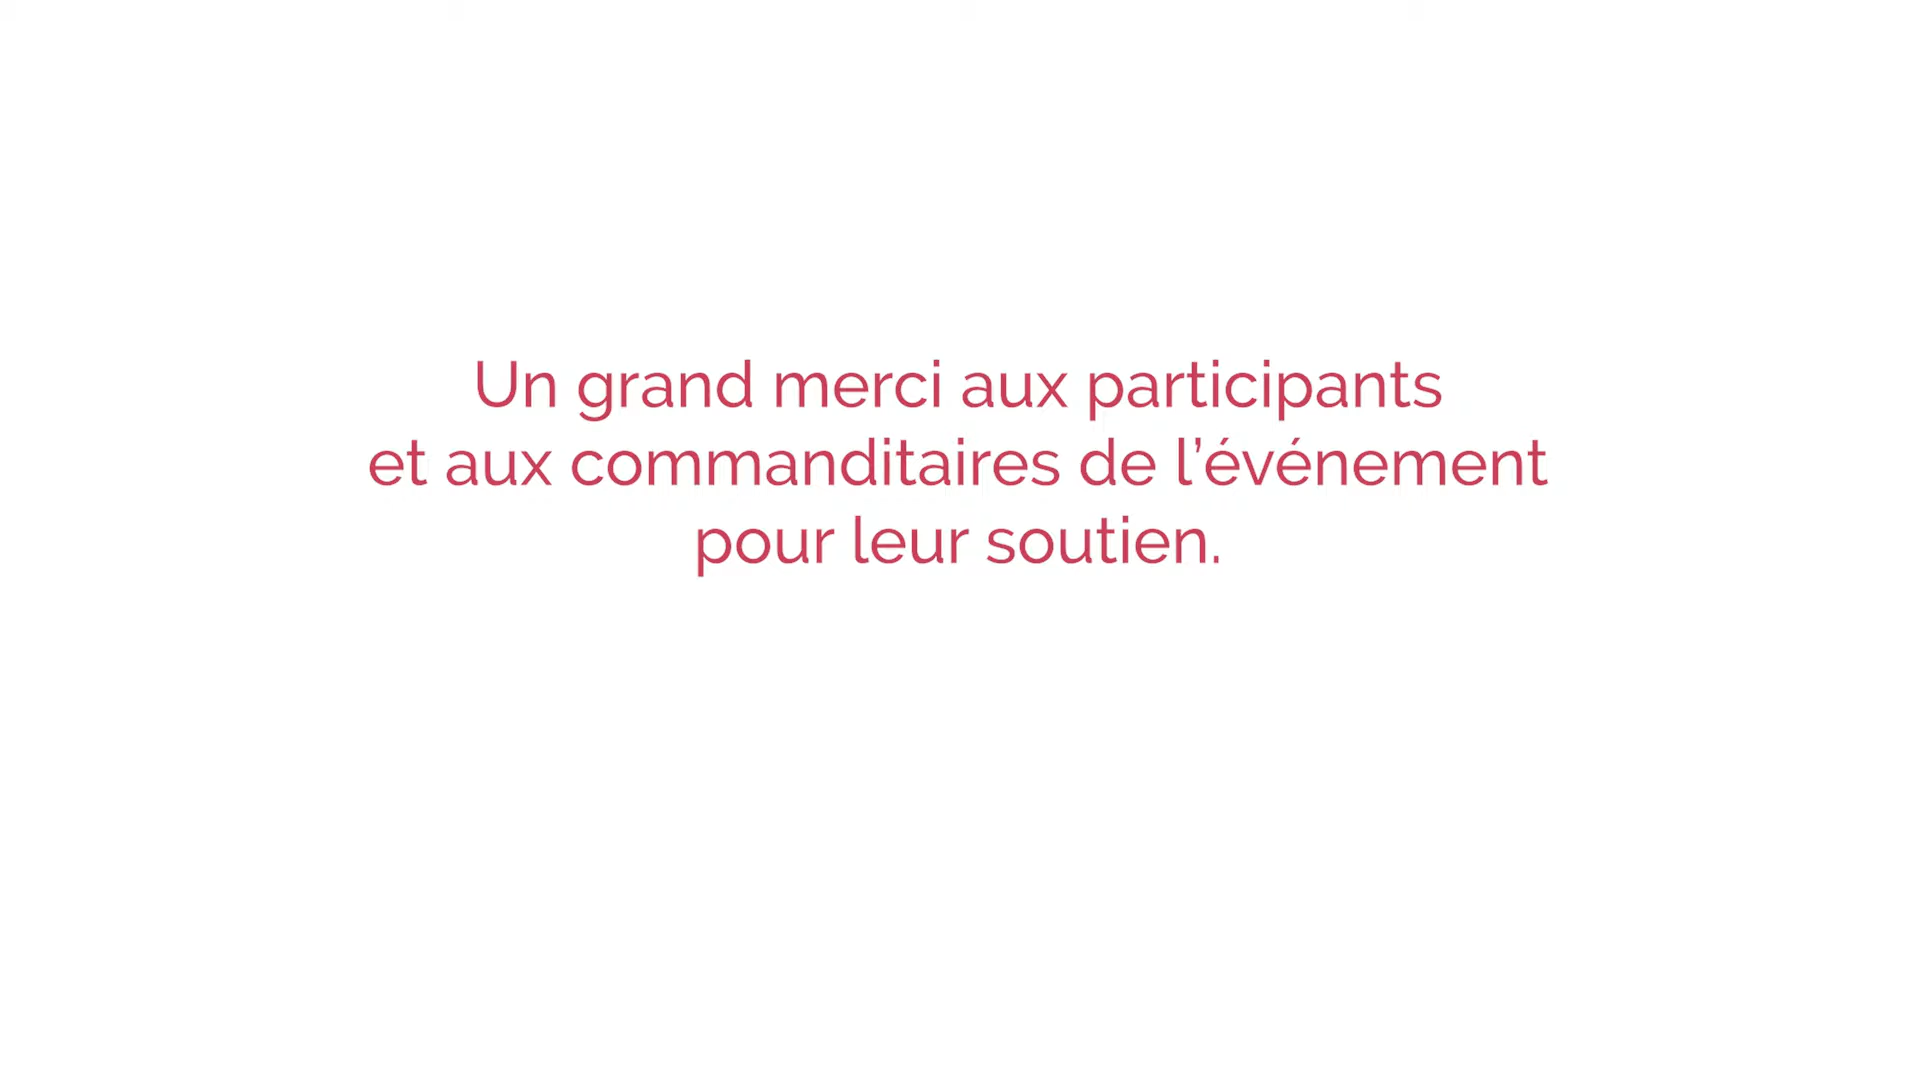 Un grand merci aux participants
et aux commanditaires de l’événement
pour leur soutien.